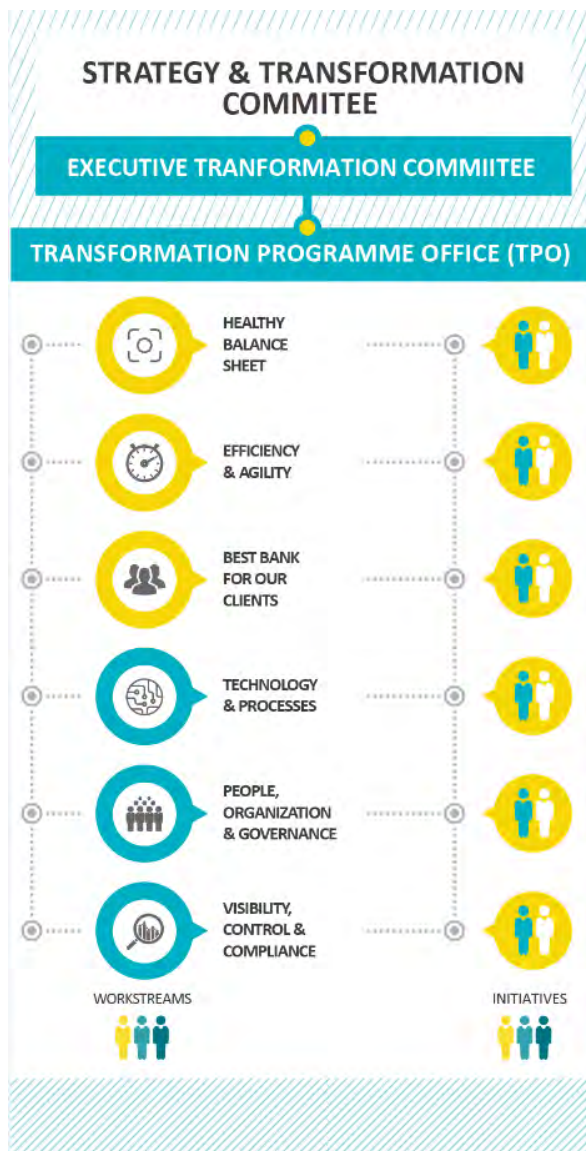 STRATEGY & TRANSFORMATION
COMMITEE
EXECUTIVE TRANFORMATION COMMIITEE
TRANSFORMATION PROGRAMME OFFICE (TPO)
HEALTHY
BALANCE
SHEET
EFFICIENCY
& AGILITY
BEST BANK
FOR OUR
CLIENTS
TECHNOLOGY
& PROCESSES
PEOPLE,
ORGANIZATION
& GOVERNANCE
VISIBILITY,
CONTROL &
COMPLIANCE
WORKSTREAMS
INITIATIVES